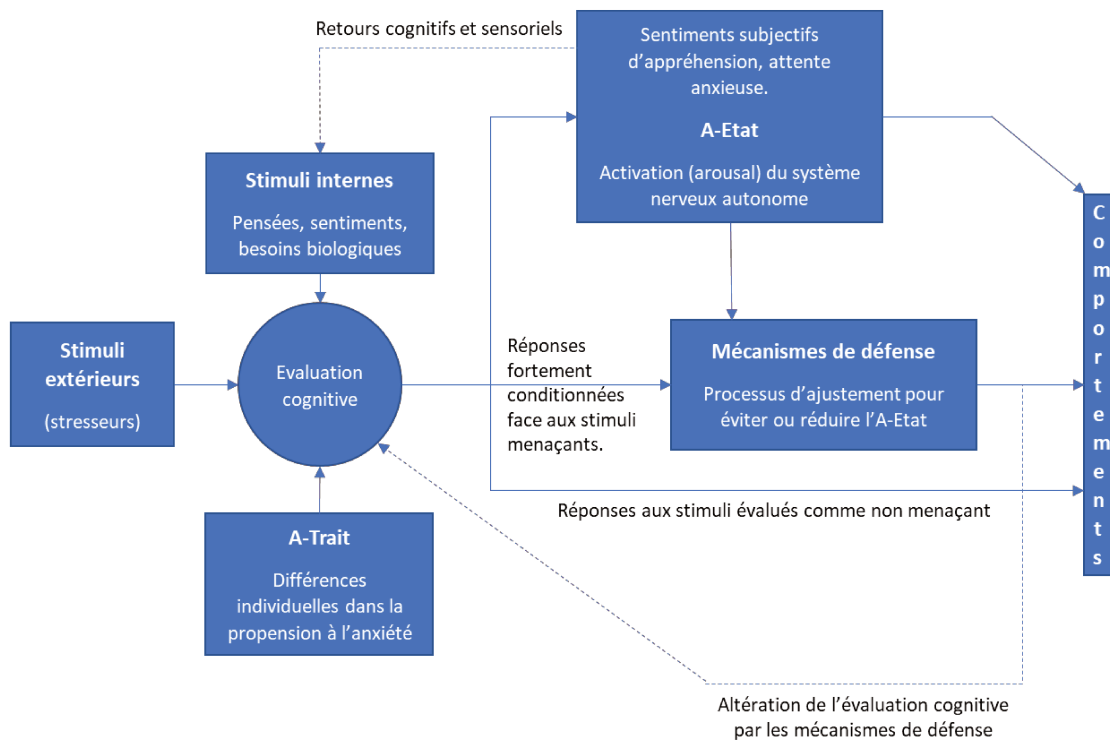 Retours cognitifs et sensoriels
Sentiments subjectifs
d'appréhension, attente
anxieuse.
A-Etat
Activation (arousal) du système
nerveux autonome
Stimuli internes
Pensées, sentiments,
besoins biologiques
Stimuli
extérieurs
(stresseurs)
Evaluation
cognitive
Réponses
fortement
conditionnées
face aux stimuli
menaçants.
Mécanismes de défense
Processus d'ajustement pour
éviter ou réduire l'A-Etat
Comportements
Réponses aux stimuli évalués comme non menaçant
A-Trait
Différences
individuelles dans la
propension à l'anxiété
Altération de l'évaluation cognitive
par les mécanismes de défense